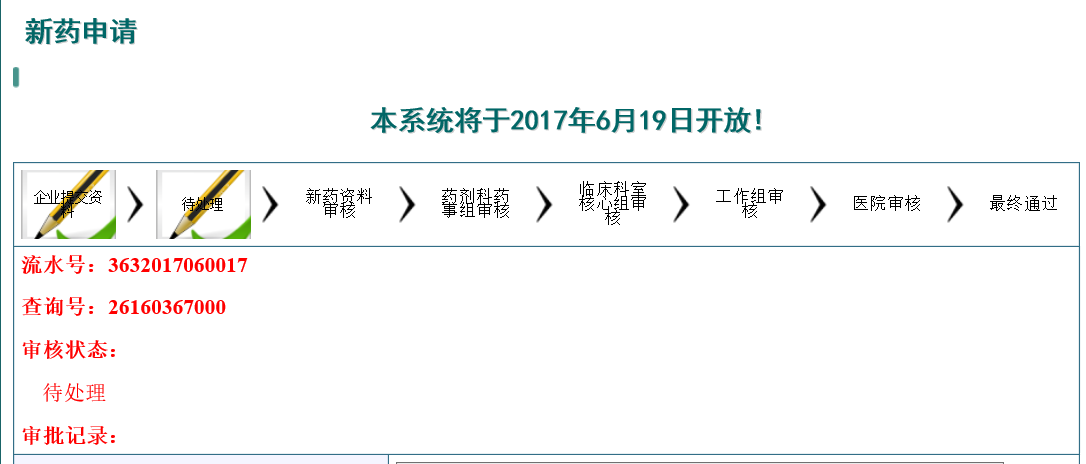 新药申请
本系统将于2017年6月19日开放！
企业提交资
料
待处理
新药资料
审核
药剂科药
事组审核
临床科室
核心组审
核
工作组审
核
医院审核
最终通过
流水号：3632017060017
查询号：26160367000
审核状态：
待处理
审批记录：